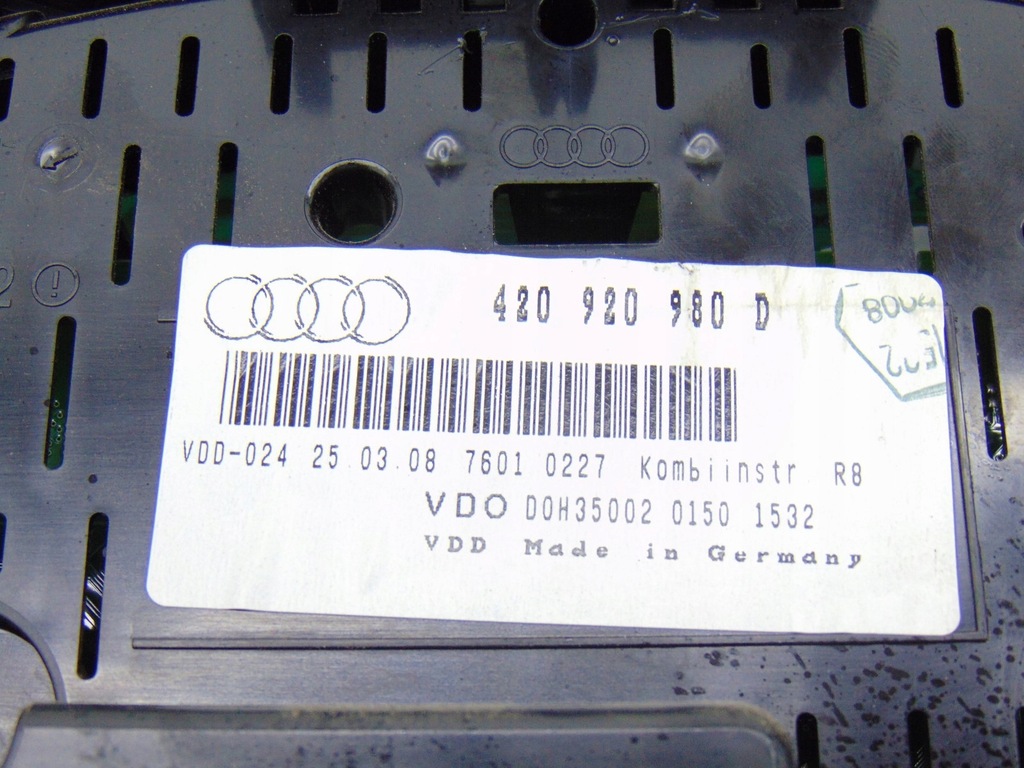 420 920 980 D
VDD-024 25.03.08 7601 0227 Kombiinstr R8
VDO D0H35002 0150 1532
VDD Made in Germany